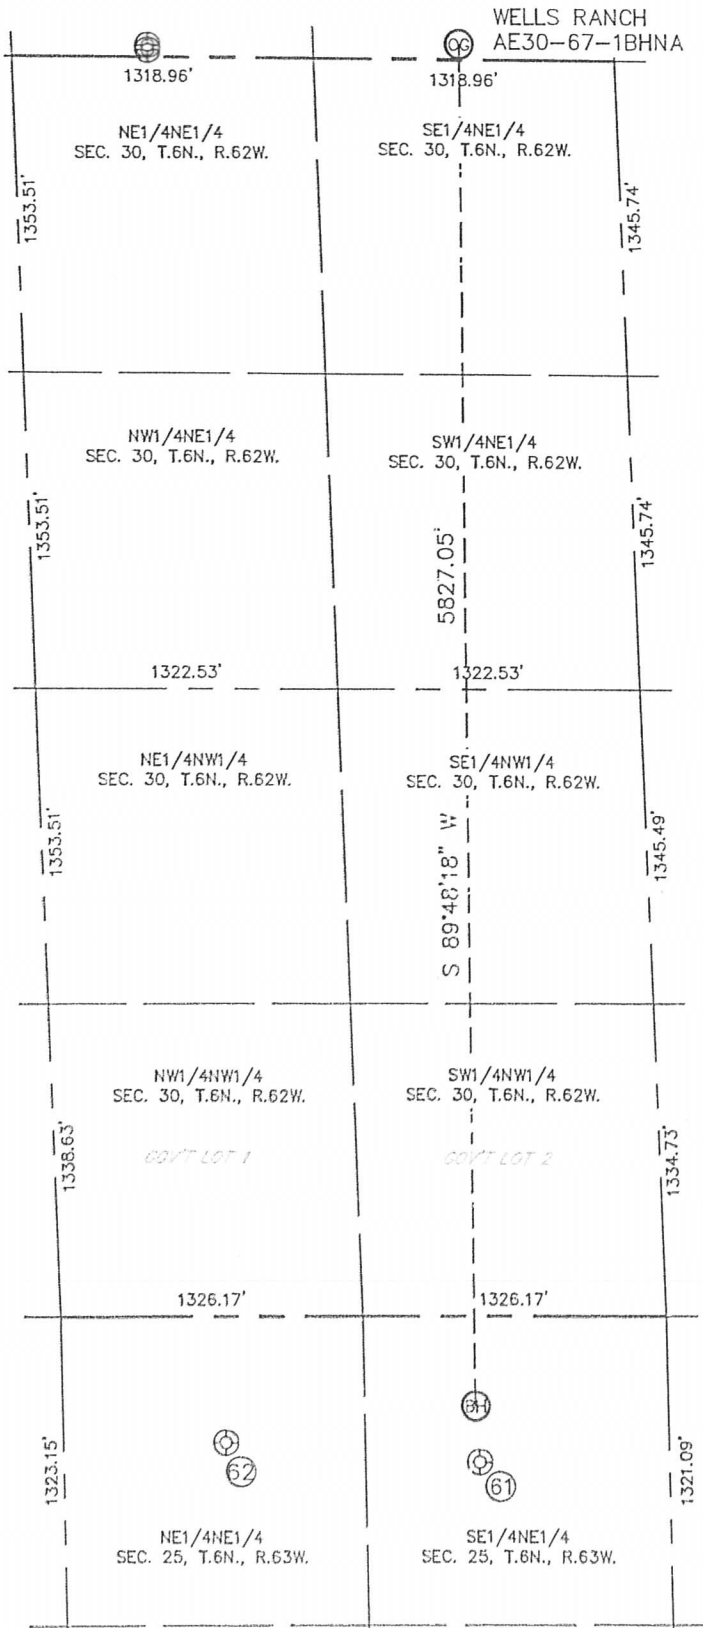 WELLS RANCH
AE30-67-1BHNA
OG
1318.96'
1318.96'
NE1/4NE1/4
SEC. 30, T.6N., R.62W.
SE1/4NE1/4
SEC. 30, T.6N., R.62W.
1353.51'
1345.74'
NW1/4NE1/4
SEC. 30, T.6N., R.62W.
SW1/4NE1/4
SEC. 30, T.6N., R.62W.
1353.51'
5827.05'
1345.74'
1322.53'
1322.53'
NE1/4NW1/4
SEC. 30, T.6N., R.62W.
SE1/4NW1/4
SEC. 30, T.6N., R.62W.
1353.51'
S 89°48'18" W
1345.49'
NW1/4NW1/4
SEC. 30, T.6N., R.62W.
SW1/4NW1/4
SEC. 30, T.6N., R.62W.
1338.63'
GOV'T LOT 1
GOV'T LOT 2
1334.73'
1326.17'
1326.17'
BH
62
61
1323.15'
1321.09'
NE1/4NE1/4
SEC. 25, T.6N., R.63W.
SE1/4NE1/4
SEC. 25, T.6N., R.63W.